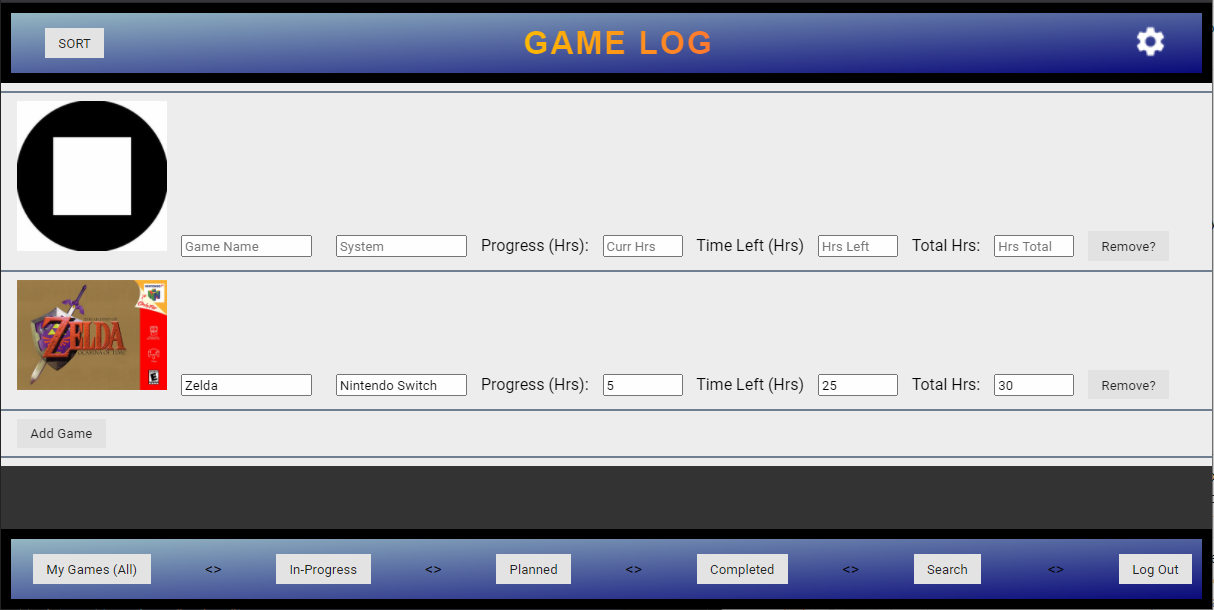 SORT
GAME LOG
Game Name System Progress (Hrs): Curr Hrs Time Left (Hrs) Hrs Left Total Hrs: Hrs Total Remove?
ZELDA
Zelda Nintendo Switch Progress (Hrs): 5 Time Left (Hrs) 25 Total Hrs: 30 Remove?
Add Game
My Games (All) <> In-Progress <> Planned <> Completed <> Search <> Log Out